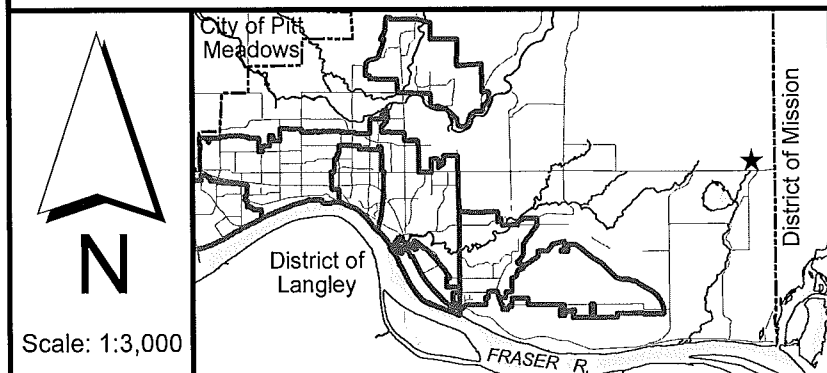 City of Pitt
Meadows
District of Mission
District of
Langley
N
Scale: 1:3,000
FRASER R.